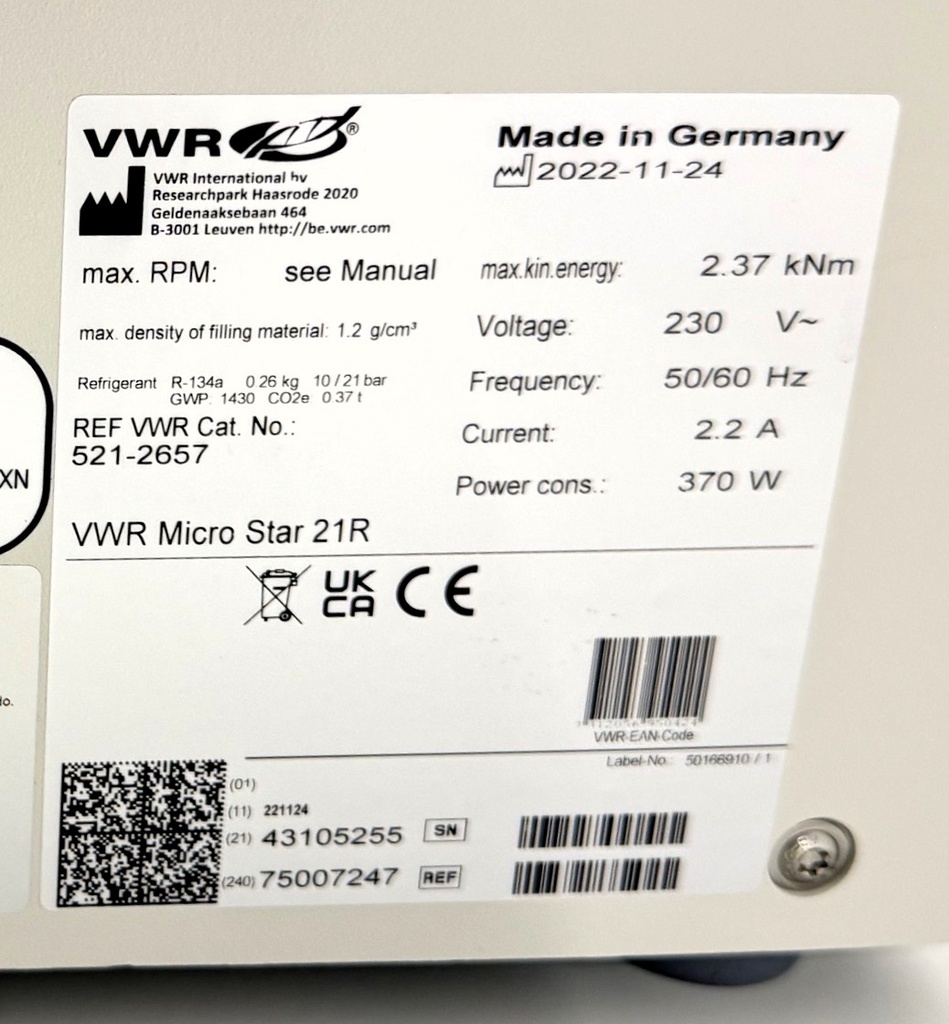 VWR ®
VWR International bv
Researchpark Haasrode 2020
Geldenaaksebaan 464
B-3001 Leuven http://be.vwr.com
Made in Germany
2022-11-24
max. RPM: see Manual
max. density of filling material: 1.2 g/cm³
Refrigerant R-134a 0.26 kg 10/21 bar
GWP: 1430 CO2e 0.37 t
REF VWR Cat. No.:
521-2657
max.kin.energy: 2.37 kNm
Voltage: 230 V~
Frequency: 50/60 Hz
Current: 2.2 A
Power cons.: 370 W
VWR Micro Star 21R
XN
UK
CA CE
VWR-EAN-Code
Label-No.: 50166910 / 1
No.
(01)
(11) 221124
(21) 43105255 SN
(240) 75007247 REF